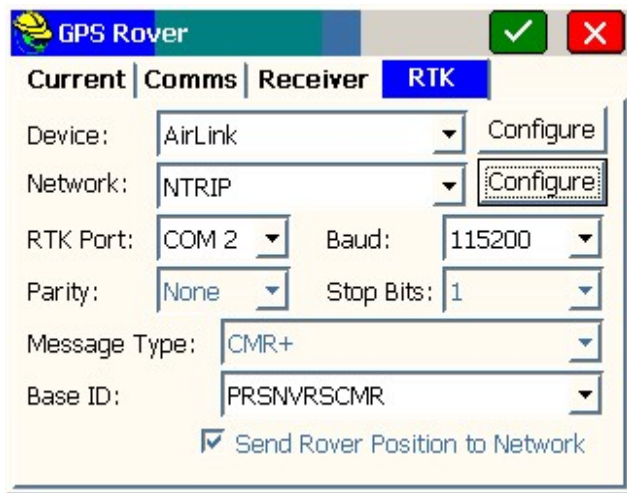 GPS Rover
Current Comms Receiver RTK
Device: AirLink Configure
Network: NTRIP Configure
RTK Port: COM 2 Baud: 115200
Parity: None Stop Bits: 1
Message Type: CMR+
Base ID: PRSNVRSCMR
Send Rover Position to Network